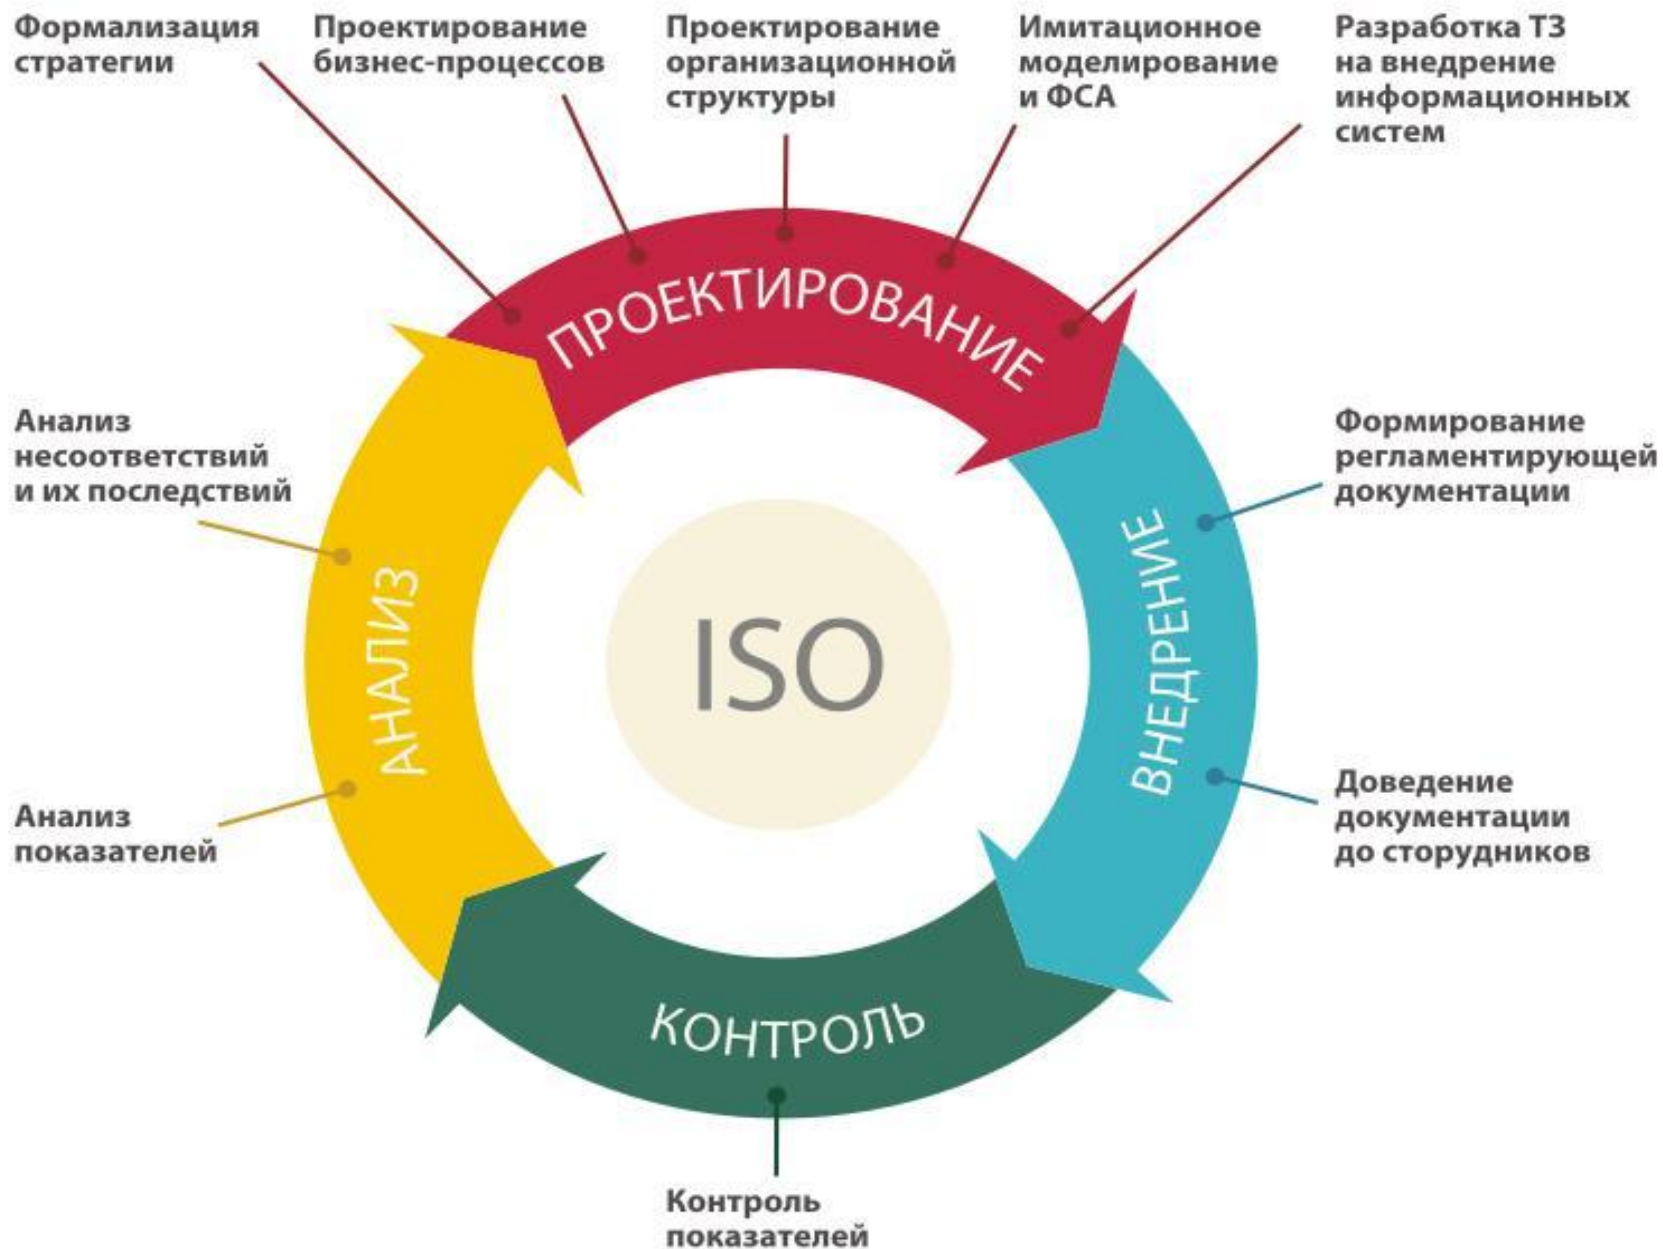 Формализация
стратегии
Проектирование
бизнес-процессов
Проектирование
организационной
структуры
Имитационное
моделирование
и ФСА
Разработка ТЗ
на внедрение
информационных
систем
ПРОЕКТИРОВАНИЕ
Анализ
несоответствий
и их последствий
Формирование
регламентирующей
документации
АНАЛИЗ
ISO
ВНЕДРЕНИЕ
Анализ
показателей
Доведение
документации
до сторудников
КОНТРОЛЬ
Контроль
показателей